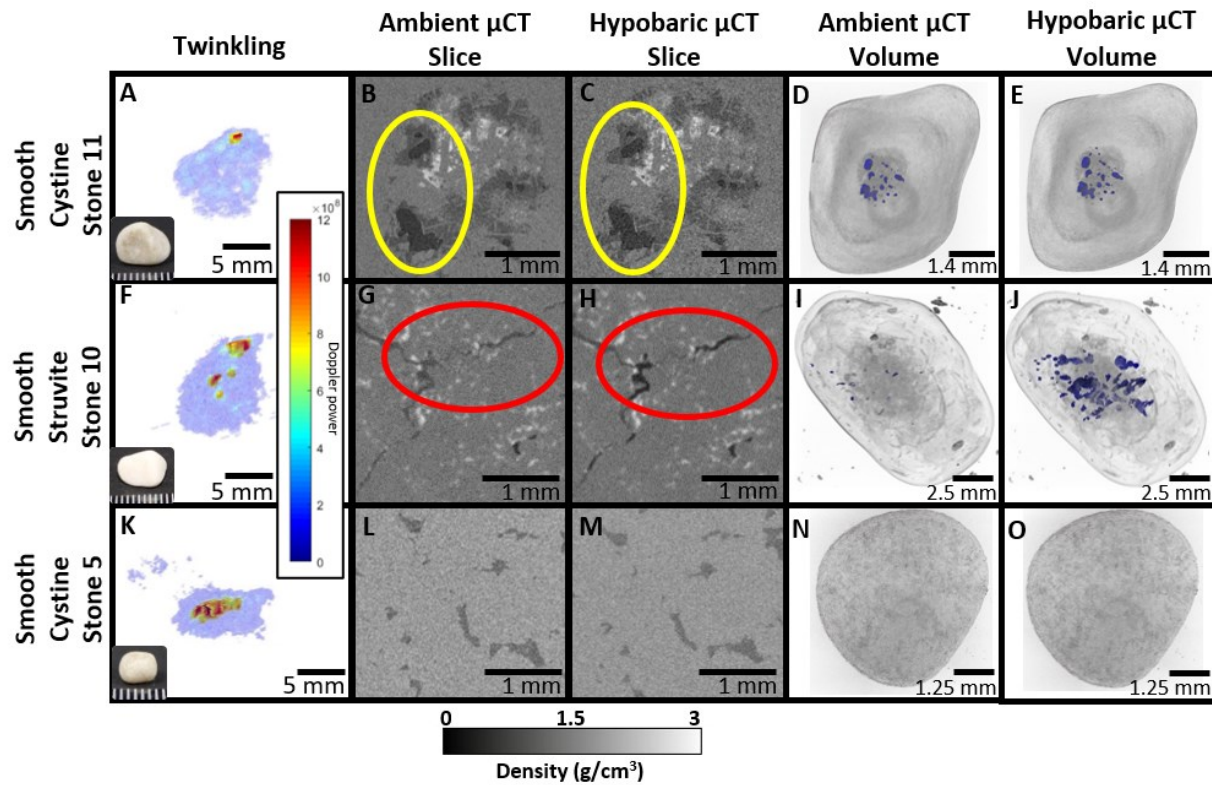 Twinkling
Ambient µCT
Slice
Hypobaric µCT
Slice
Ambient µCT
Volume
Hypobaric µCT
Volume
Smooth
Cystine
Stone 11
A
5 mm
B
1 mm
C
1 mm
D
1.4 mm
E
1.4 mm
Smooth
Struvite
Stone 10
F
5 mm
×10⁸
12
10
8
6
4
2
0
Doppler power
G
1 mm
H
1 mm
I
2.5 mm
J
2.5 mm
Smooth
Cystine
Stone 5
K
5 mm
L
1 mm
M
1 mm
N
1.25 mm
O
1.25 mm
0 1.5 3
Density (g/cm³)